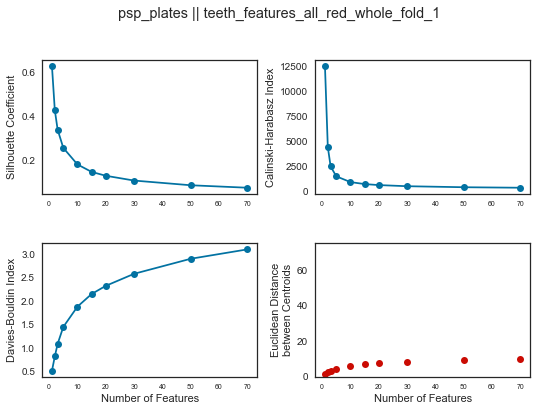 psp_plates || teeth_features_all_red_whole_fold_1
Silhouette Coefficient
0.6
0.4
0.2
0 10 20 30 40 50 60 70
Calinski-Harabasz Index
12500
10000
7500
5000
2500
0
0 10 20 30 40 50 60 70
Davies-Bouldin Index
3.0
2.5
2.0
1.5
1.0
0.5
0 10 20 30 40 50 60 70
Number of Features
Euclidean Distance
between Centroids
60
40
20
0
0 10 20 30 40 50 60 70
Number of Features